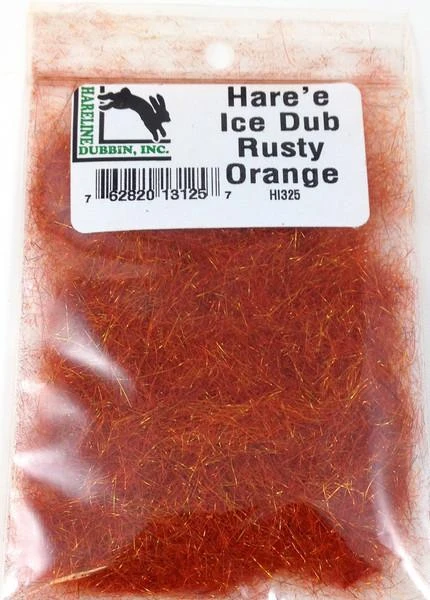 HARELINE
DUBBIN, INC.
Hare'e
Ice Dub
Rusty
Orange
7 62820 13125 7
HI325